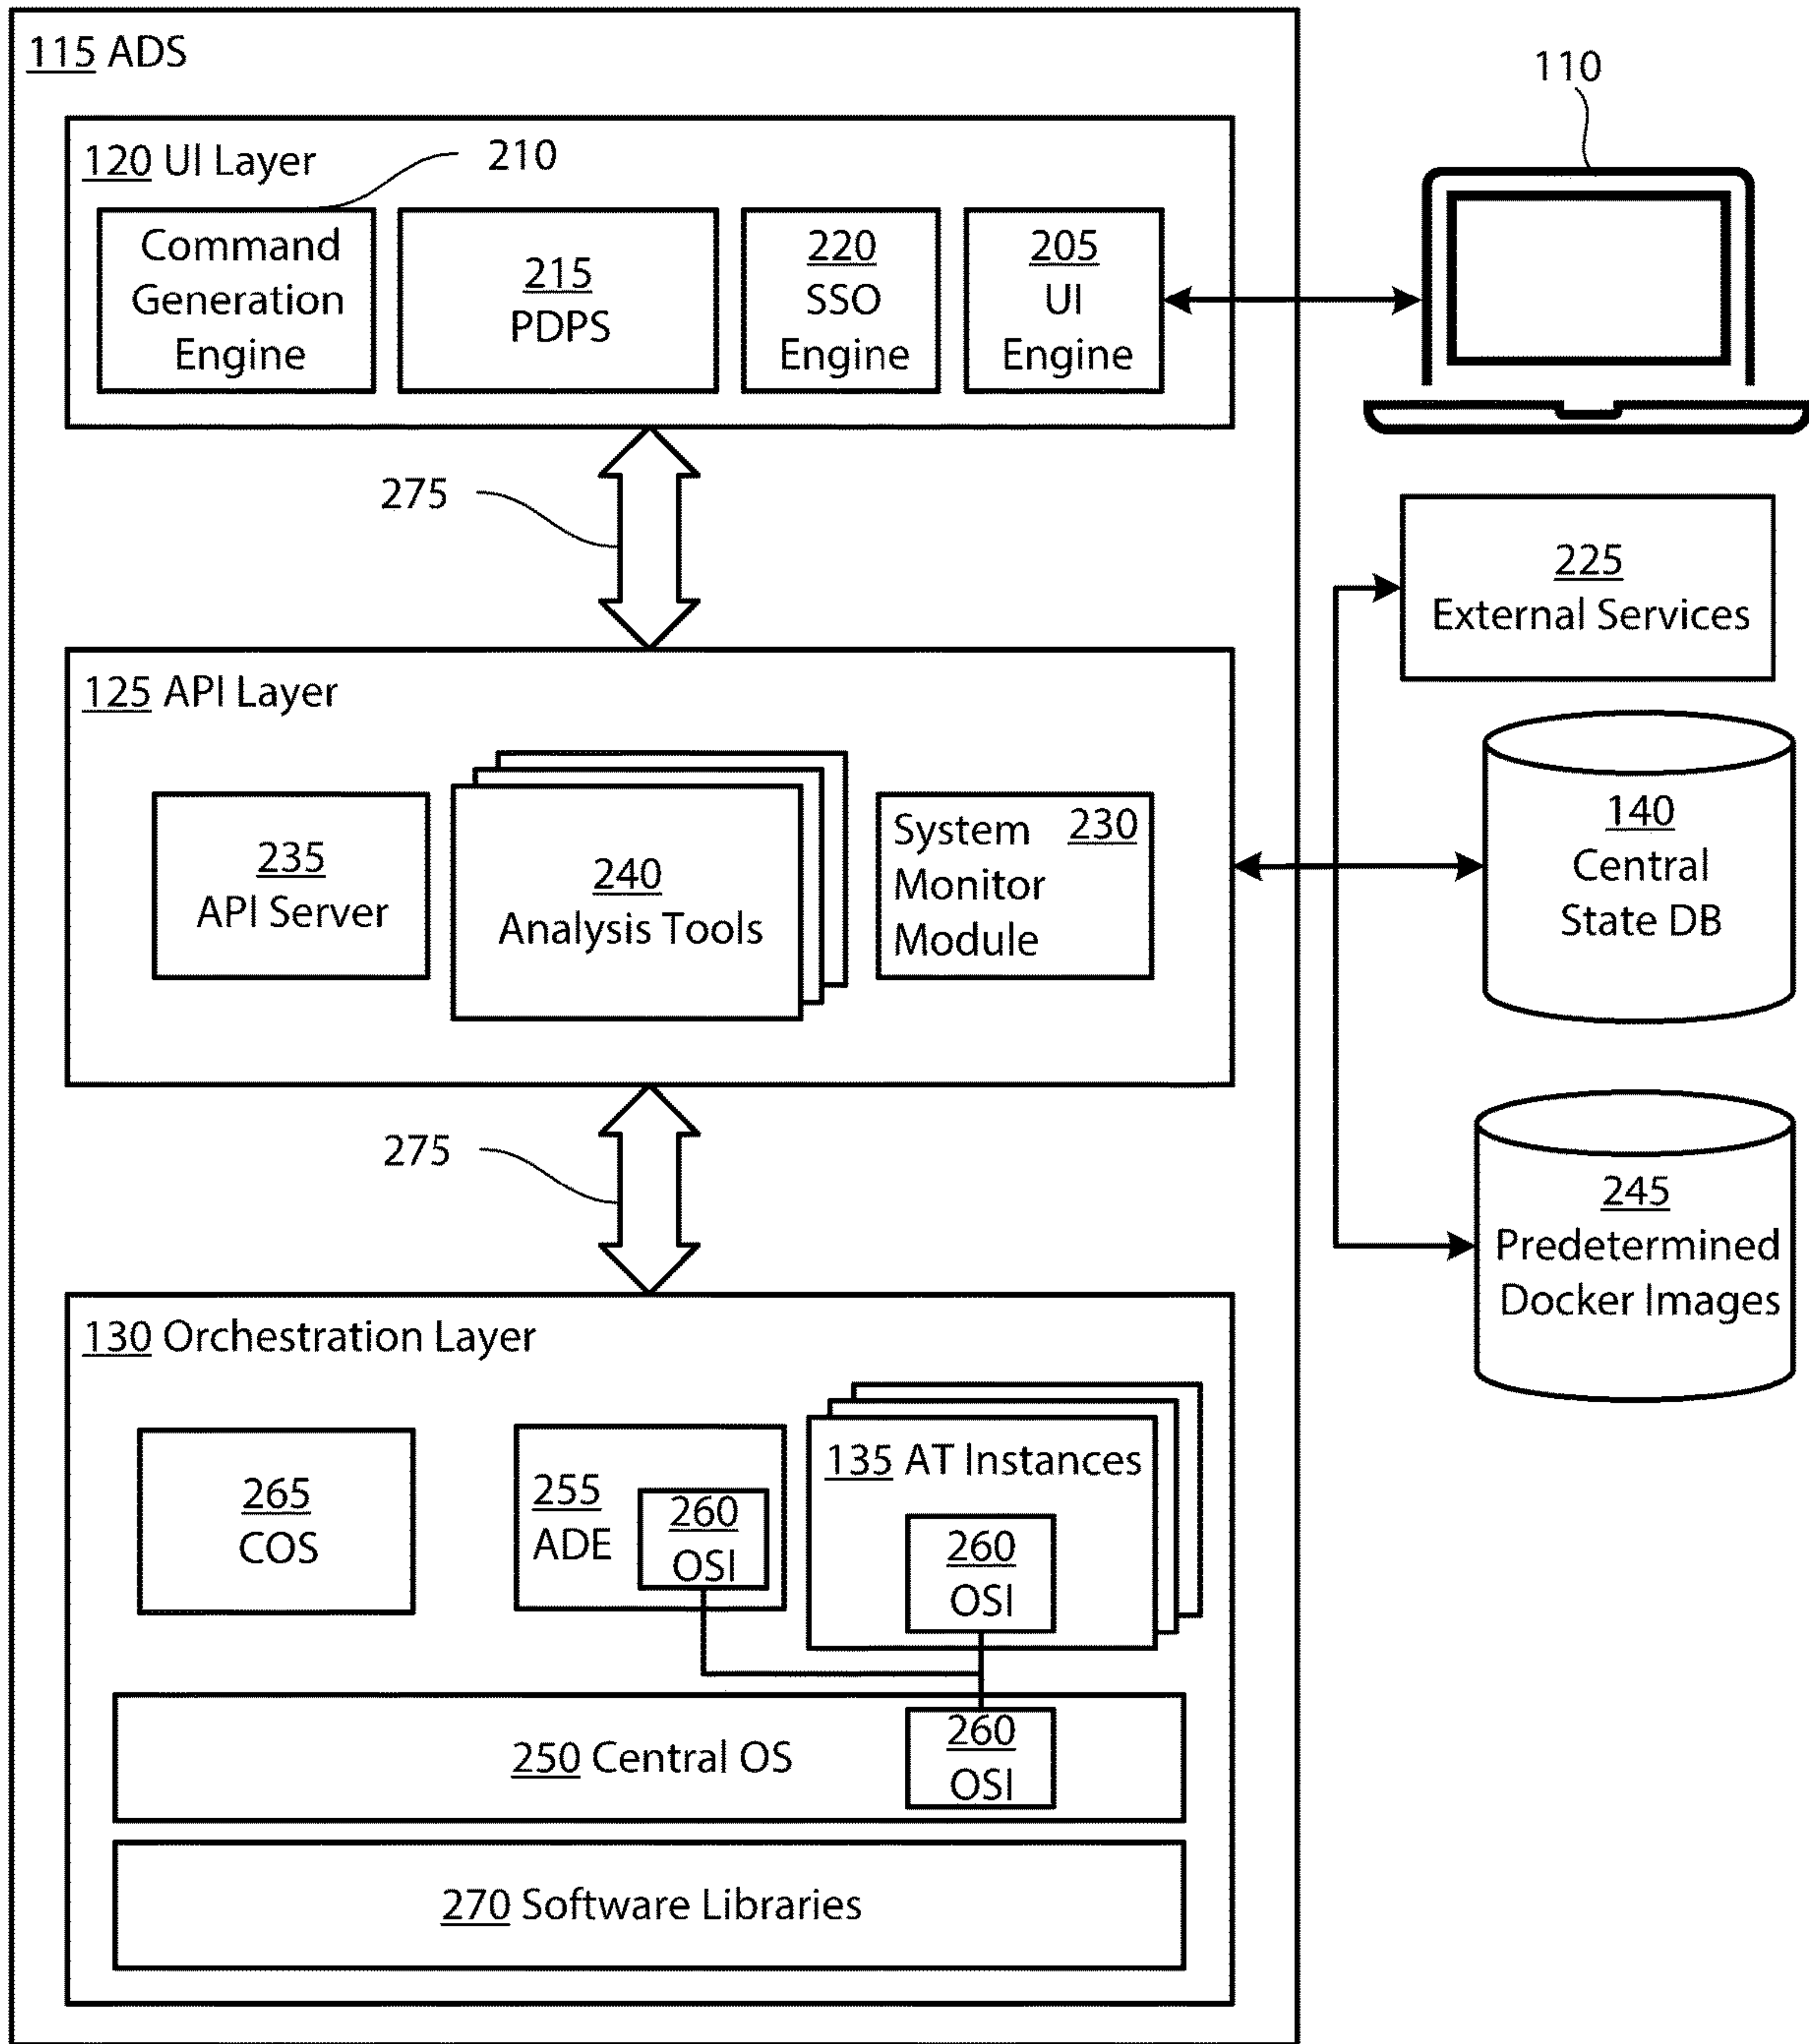 115 ADS
110
120 UI Layer
210
Command
Generation
Engine
215
PDPS
220
SSO
Engine
205
UI
Engine
275
225
External Services
125 API Layer
235
API Server
240
Analysis Tools
System 230
Monitor
Module
140
Central
State DB
275
245
Predetermined
Docker Images
130 Orchestration Layer
265
COS
255
ADE
260
OSI
135 AT Instances
260
OSI
250 Central OS
260
OSI
270 Software Libraries